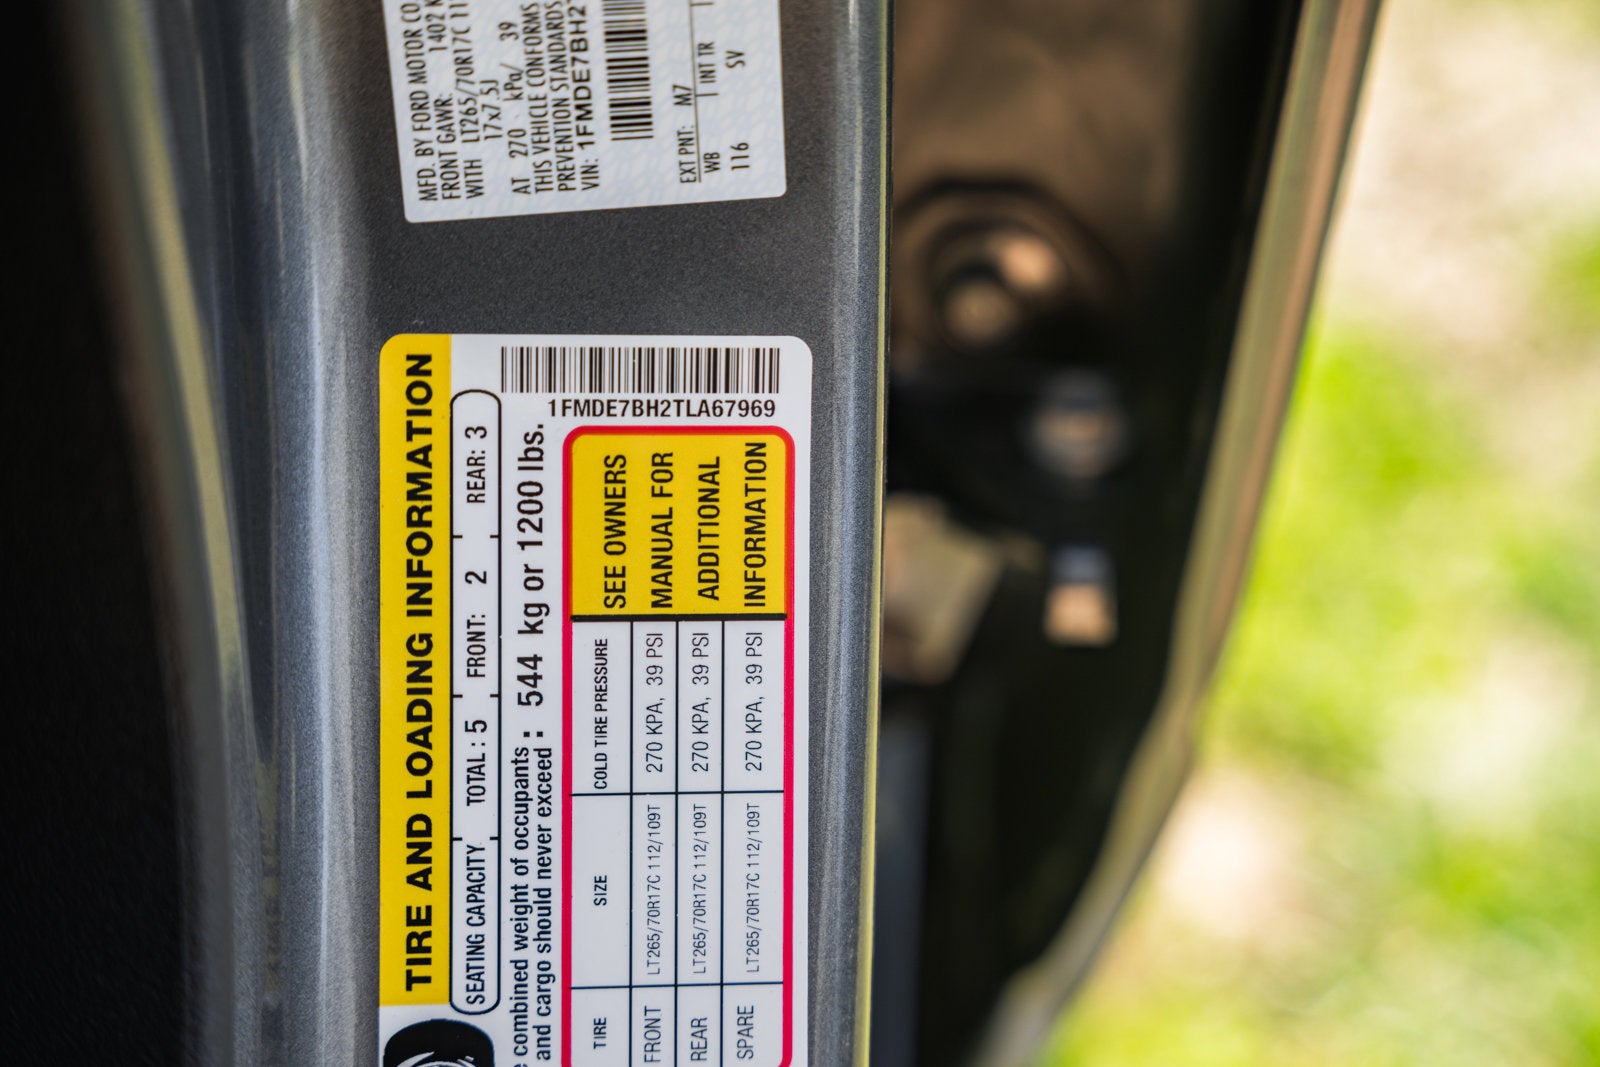 MFD. BY FORD MOTOR CO.
FRONT GAWR: 1402
WITH LT265/70R17C
17x7.5J
AT 270 kPa/ 39
THIS VEHICLE CONFORMS
PREVENTION STANDARDS
VIN: 1FMDE7BH2
EXT PNT: M7
WB INT TR
116 SV
TIRE AND LOADING INFORMATION
1FMDE7BH2TLA67969
SEATING CAPACITY TOTAL : 5 FRONT: 2 REAR: 3
combined weight of occupants :
and cargo should never exceed : 544 kg or 1200 lbs.
TIRE SIZE COLD TIRE PRESSURE
FRONT LT265/70R17C 112/109T 270 KPA, 39 PSI
REAR LT265/70R17C 112/109T 270 KPA, 39 PSI
SPARE LT265/70R17C 112/109T 270 KPA, 39 PSI
SEE OWNERS
MANUAL FOR
ADDITIONAL
INFORMATION